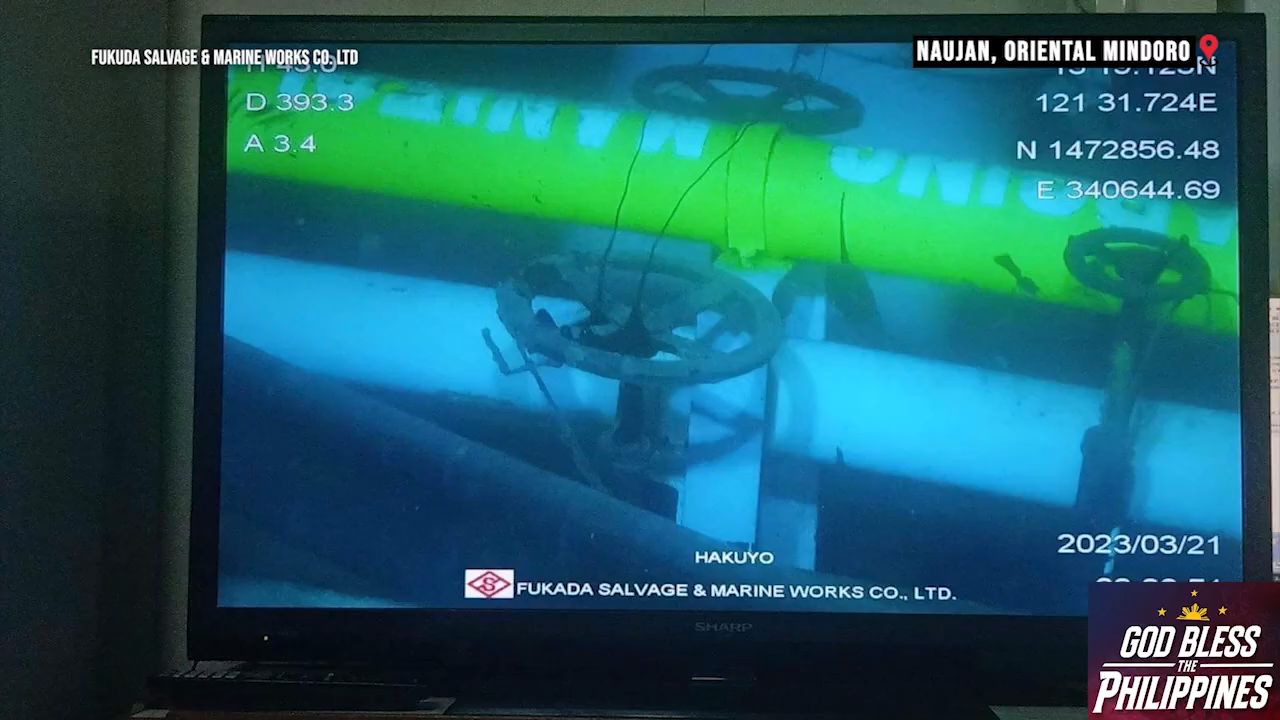 FUKUDA SALVAGE & MARINE WORKS CO. LTD
NAUJAN, ORIENTAL MINDORO
D 393.3
121 31.724E
A 3.4
N 1472856.48
E 340644.69
2023/03/21
HAKUYO
S FUKADA SALVAGE & MARINE WORKS CO., LTD.
SHARP
GOD BLESS
THE
PHILIPPINES